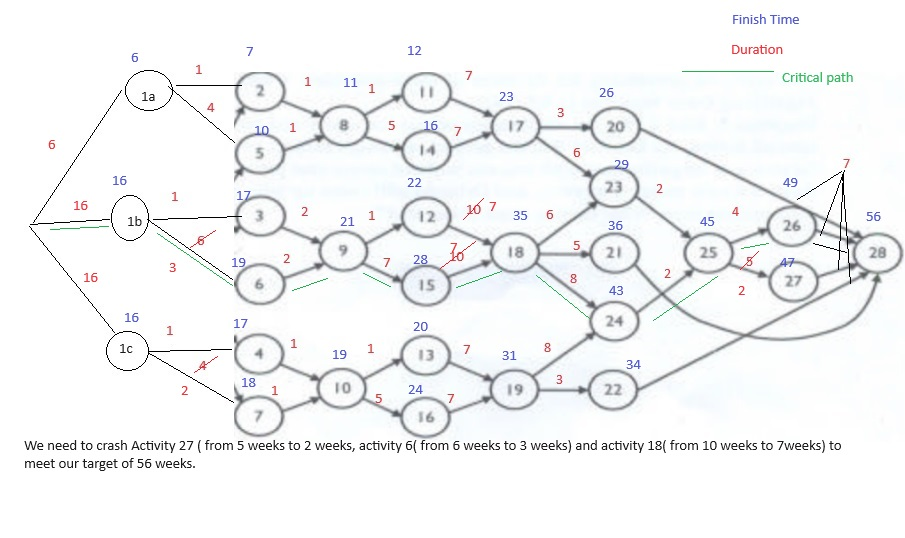 Finish Time
Duration
Critical path
6 7 12
1 1 11 1 7
1a 2 11 23 26
4 8 17 3 20
10 1 5 16 7
5 14 6 29
6 23 2 7
16 17 22 49
16 1 3 2 12 10 7 35 6 4
1b 21 1 36 45 26 56
6 9 18 5 21 25 28
3 19 2 7 28 7 10 8 2 5 47
6 15 43 2 27
16 24
16 17 20
1c 1 4 1 19 1 13 7 31 8
4 18 10 24 19 3 34
2 7 1 5 16 7 22
We need to crash Activity 27 ( from 5 weeks to 2 weeks, activity 6( from 6 weeks to 3 weeks) and activity 18( from 10 weeks to 7weeks) to
meet our target of 56 weeks.